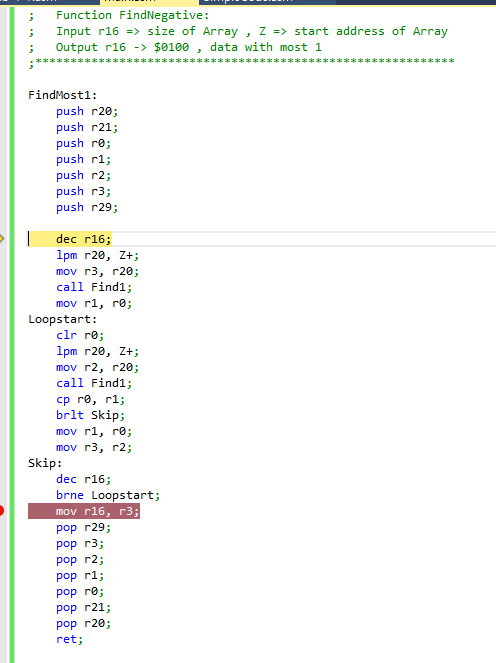 ;   Function FindNegative:
;   Input r16 => size of Array , Z => start address of Array
;   Output r16 -> $0100 , data with most 1
;************************************************************

FindMost1:
    push r20;
    push r21;
    push r0;
    push r1;
    push r2;
    push r3;
    push r29;

    dec r16;
    lpm r20, Z+;
    mov r3, r20;
    call Find1;
    mov r1, r0;
Loopstart:
    clr r0;
    lpm r20, Z+;
    mov r2, r20;
    call Find1;
    cp r0, r1;
    brlt Skip;
    mov r1, r0;
    mov r3, r2;
Skip:
    dec r16;
    brne Loopstart;
    mov r16, r3;
    pop r29;
    pop r3;
    pop r2;
    pop r1;
    pop r0;
    pop r21;
    pop r20;
    ret;